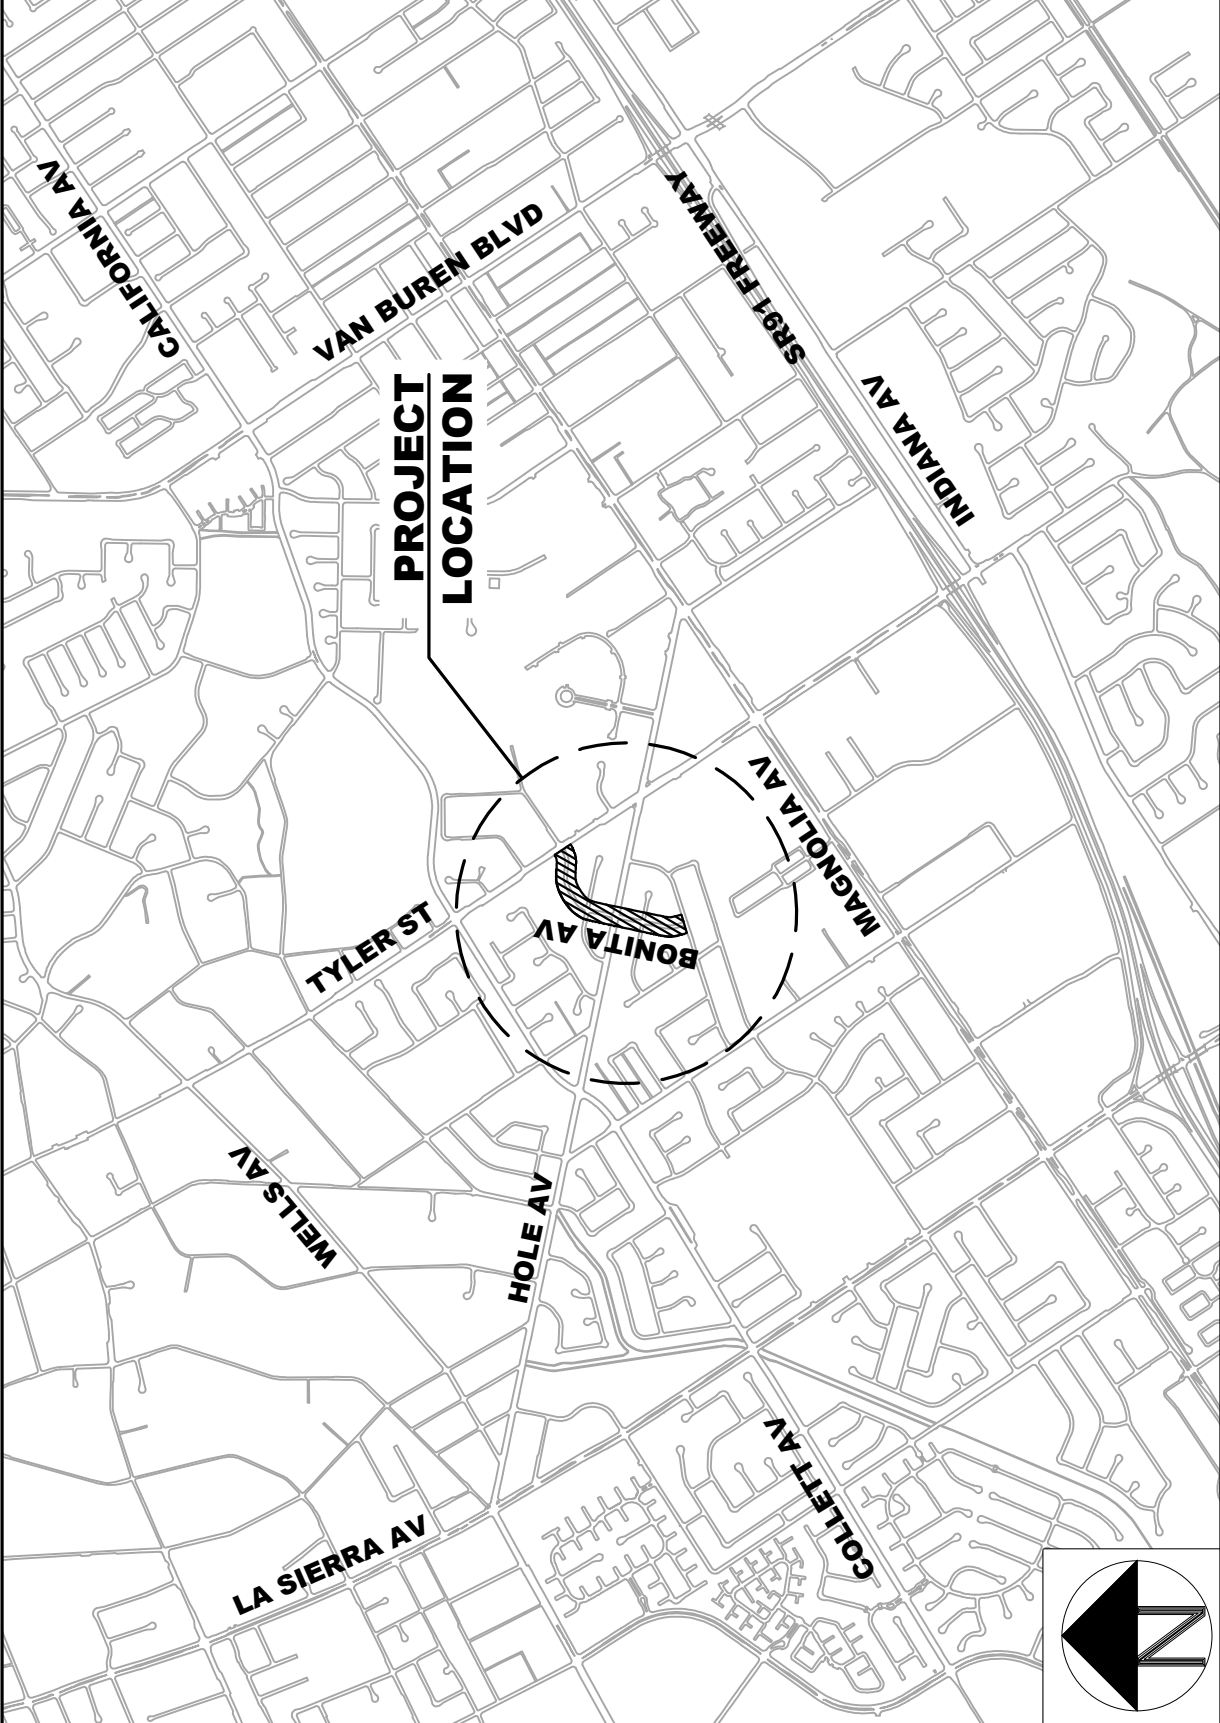 CALIFORNIA AV
VAN BUREN BLVD
SR91 FREEWAY
PROJECT
LOCATION
INDIANA AV
TYLER ST
BONITA AV
MAGNOLIA AV
WELLS AV
HOLE AV
LA SIERRA AV
COLLETT AV
N